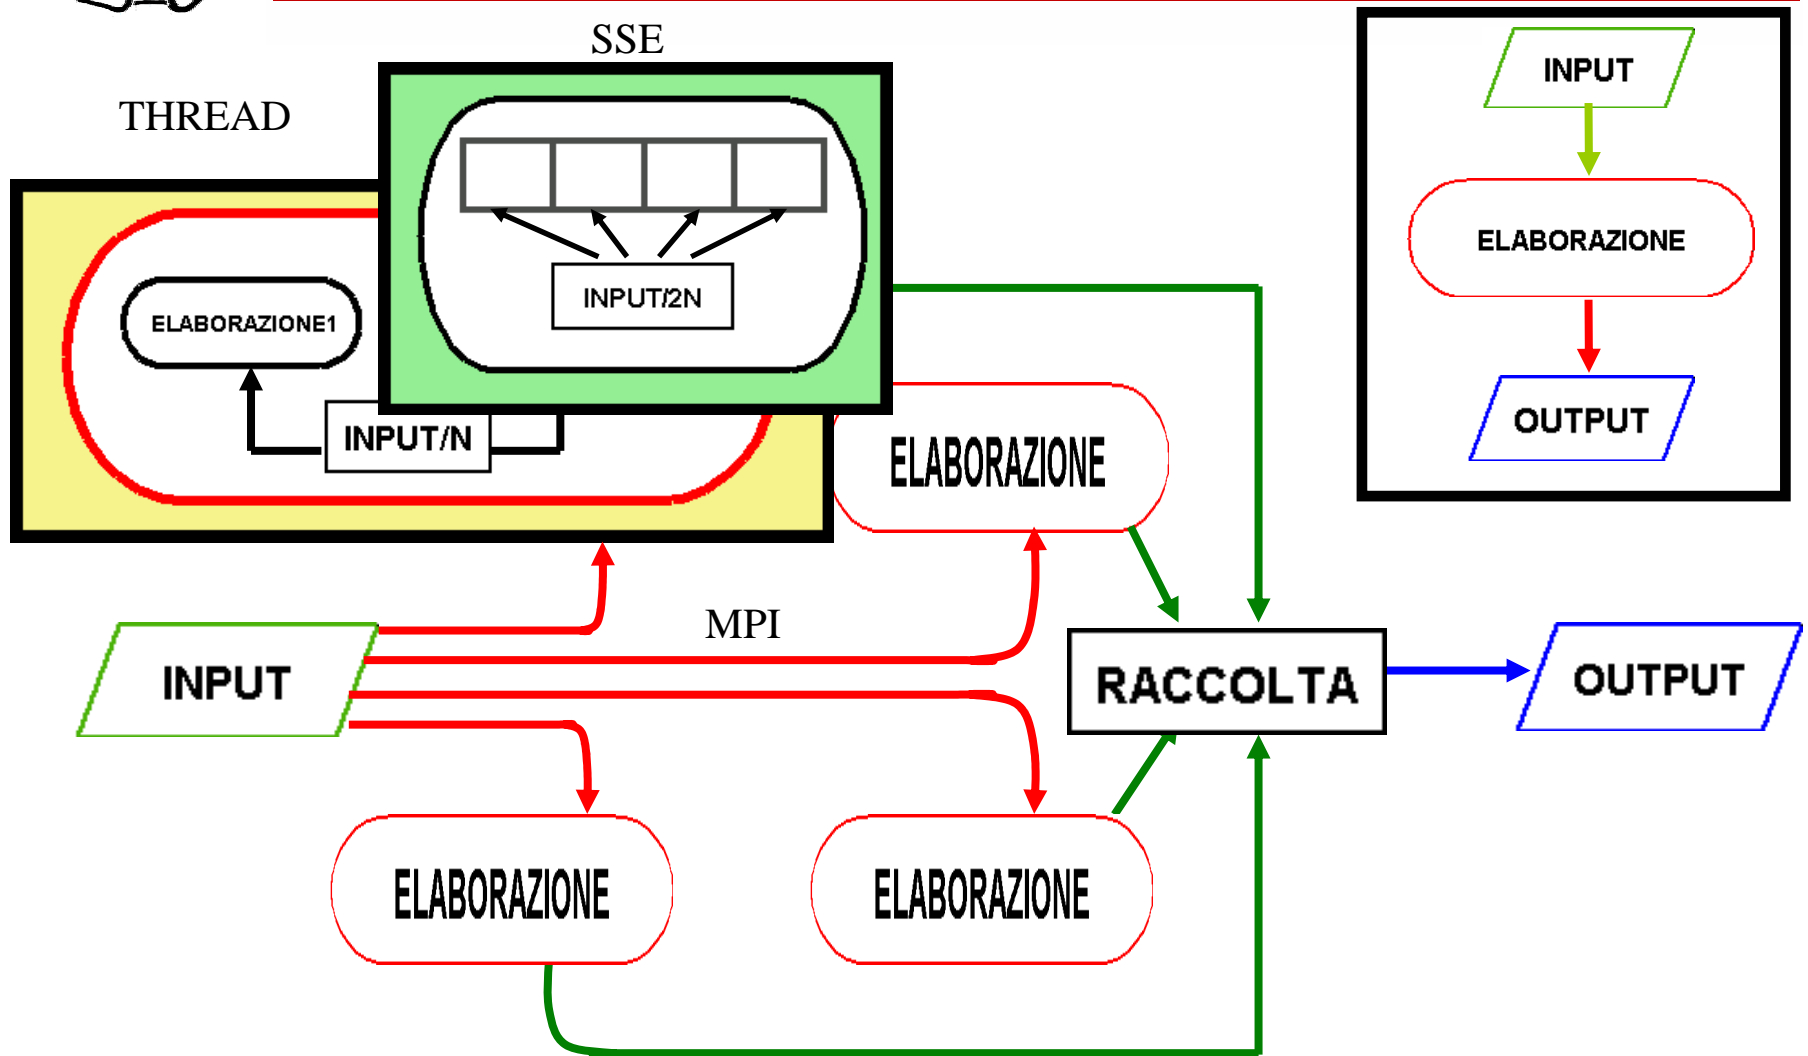 SSE
THREAD
INPUT/2N
ELABORAZIONE1
INPUT/N
ELABORAZIONE
INPUT
ELABORAZIONE
OUTPUT
MPI
INPUT
RACCOLTA
OUTPUT
ELABORAZIONE
ELABORAZIONE